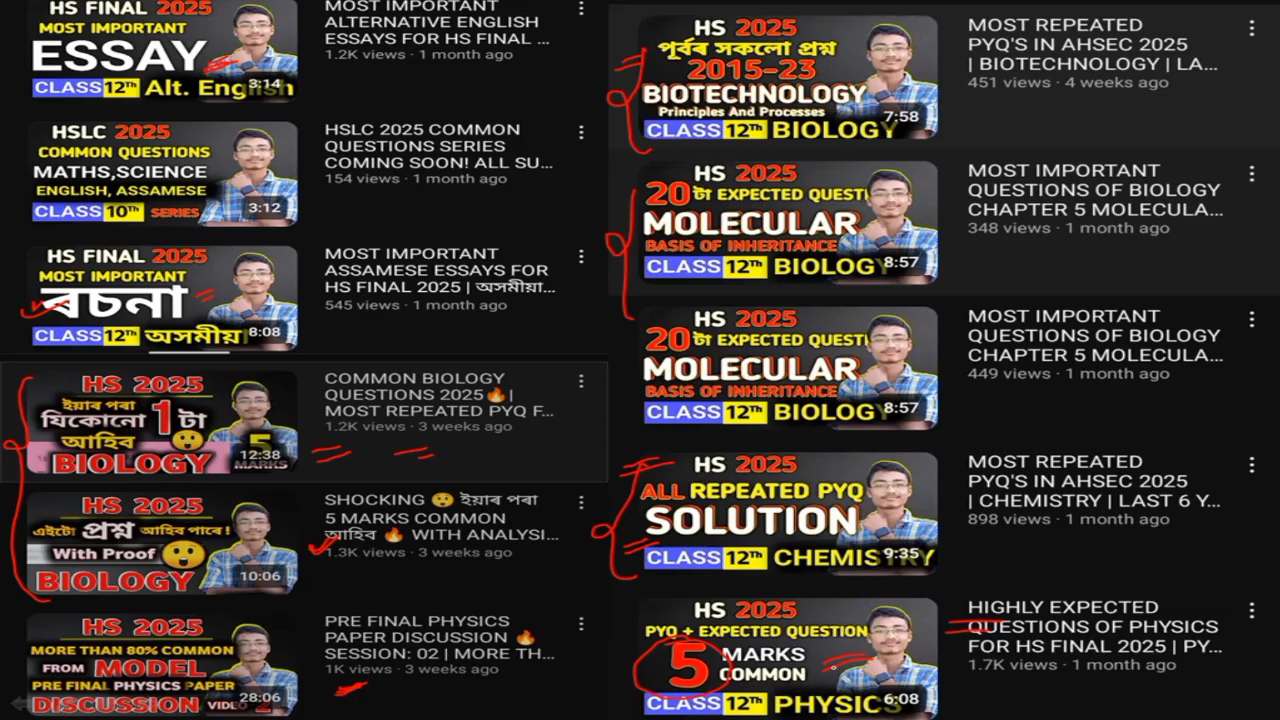 HS FINAL 2025
MOST IMPORTANT
ESSAY
3:14
CLASS 12Th Alt. English
MOST IMPORTANT
ALTERNATIVE ENGLISH
ESSAYS FOR HS FINAL ...
1.2K views · 1 month ago
HSLC 2025
COMMON QUESTIONS
MATHS,SCIENCE
ENGLISH, ASSAMESE
3:12
CLASS 10th SERIES
HSLC 2025 COMMON
QUESTIONS SERIES
COMING SOON! ALL SU...
154 views · 1 month ago
HS FINAL 2025
MOST IMPORTANT
ৰচনা
8:08
CLASS 12Th অসমীয়া
MOST IMPORTANT
ASSAMESE ESSAYS FOR
HS FINAL 2025 | অসমীয়া...
545 views · 1 month ago
HS 2025
ইয়াৰ পৰা
যিকোনো 1 টা
আহিব 😲 5
12:38
BIOLOGY MARKS
COMMON BIOLOGY
QUESTIONS 2025🔥|
MOST REPEATED PYQ F...
1.2K views · 3 weeks ago
HS 2025
এইটো প্ৰশ্ন আহিব পাৰে !
With Proof 😲
10:06
BIOLOGY
SHOCKING 😲 ইয়াৰ পৰা
5 MARKS COMMON
আহিব 🔥 WITH ANALYSI...
1.3K views · 3 weeks ago
HS 2025
MORE THAN 80% COMMON
FROM MODEL
PRE FINAL PHYSICS PAPER
28:06
DISCUSSION VIDEO
PRE FINAL PHYSICS
PAPER DISCUSSION 🔥
SESSION: 02 | MORE TH...
1K views · 3 weeks ago
HS 2025
পূৰ্বৰ সকলো প্ৰশ্ন
2015-23
BIOTECHNOLOGY
Principles And Processes
7:58
CLASS 12Th BIOLOGY
MOST REPEATED
PYQ'S IN AHSEC 2025
| BIOTECHNOLOGY | LA...
451 views · 4 weeks ago
HS 2025
20 টা EXPECTED QUESTI
MOLECULAR
BASIS OF INHERITANCE
8:57
CLASS 12Th BIOLOGY
MOST IMPORTANT
QUESTIONS OF BIOLOGY
CHAPTER 5 MOLECULA...
348 views · 1 month ago
HS 2025
20 টা EXPECTED QUESTI
MOLECULAR
BASIS OF INHERITANCE
8:57
CLASS 12Th BIOLOGY
MOST IMPORTANT
QUESTIONS OF BIOLOGY
CHAPTER 5 MOLECULA...
449 views · 1 month ago
HS 2025
ALL REPEATED PYQ
SOLUTION
9:35
CLASS 12Th CHEMISTRY
MOST REPEATED
PYQ'S IN AHSEC 2025
| CHEMISTRY | LAST 6 Y...
898 views · 1 month ago
HS 2025
PYQ + EXPECTED QUESTION
5 MARKS
COMMON
6:08
CLASS 12Th PHYSICS
HIGHLY EXPECTED
QUESTIONS OF PHYSICS
FOR HS FINAL 2025 | PY...
1.7K views · 1 month ago